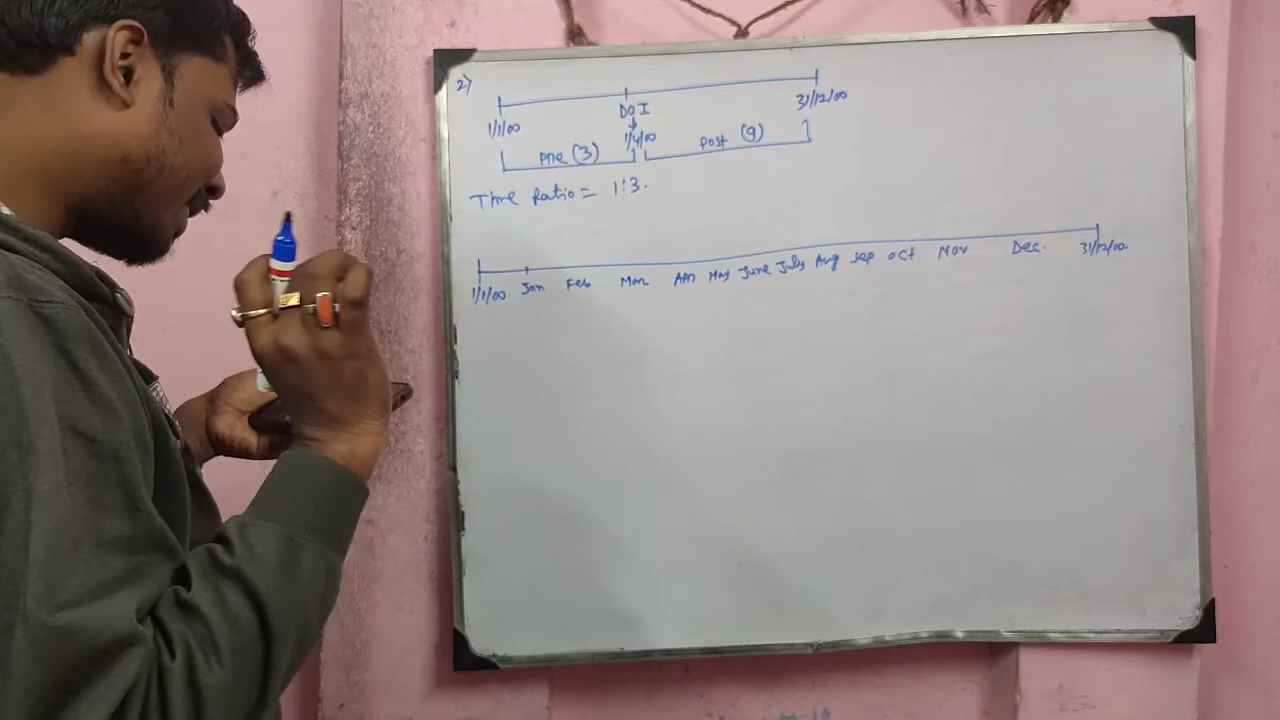 2)
1/1/00 DOI 31/12/00
1/4/00
Pre (3) Post (9)
Time Ratio = 1:3.
1/1/00 Jan Feb Mar Apr May June July Aug Sep Oct Nov Dec. 31/12/00